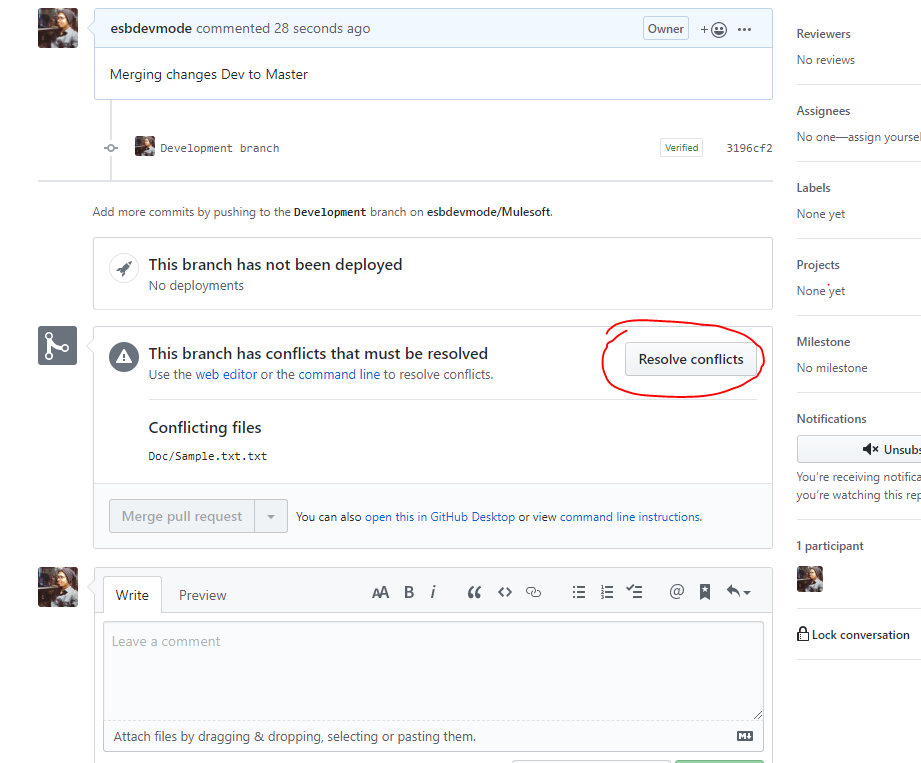 esbdevmode commented 28 seconds ago
Owner
Merging changes Dev to Master
Development branch
Verified
3196cf2
Add more commits by pushing to the Development branch on esbdevmode/Mulesoft.
This branch has not been deployed
No deployments
This branch has conflicts that must be resolved
Use the web editor or the command line to resolve conflicts.
Resolve conflicts
Conflicting files
Doc/Sample.txt.txt
Merge pull request
You can also open this in GitHub Desktop or view command line instructions.
Write
Preview
AA B i
Leave a comment
Attach files by dragging & dropping, selecting or pasting them.
Reviewers
No reviews
Assignees
No one—assign yoursel
Labels
None yet
Projects
None yet
Milestone
No milestone
Notifications
Unsubs
You're receiving notifica
you're watching this rep
1 participant
Lock conversation